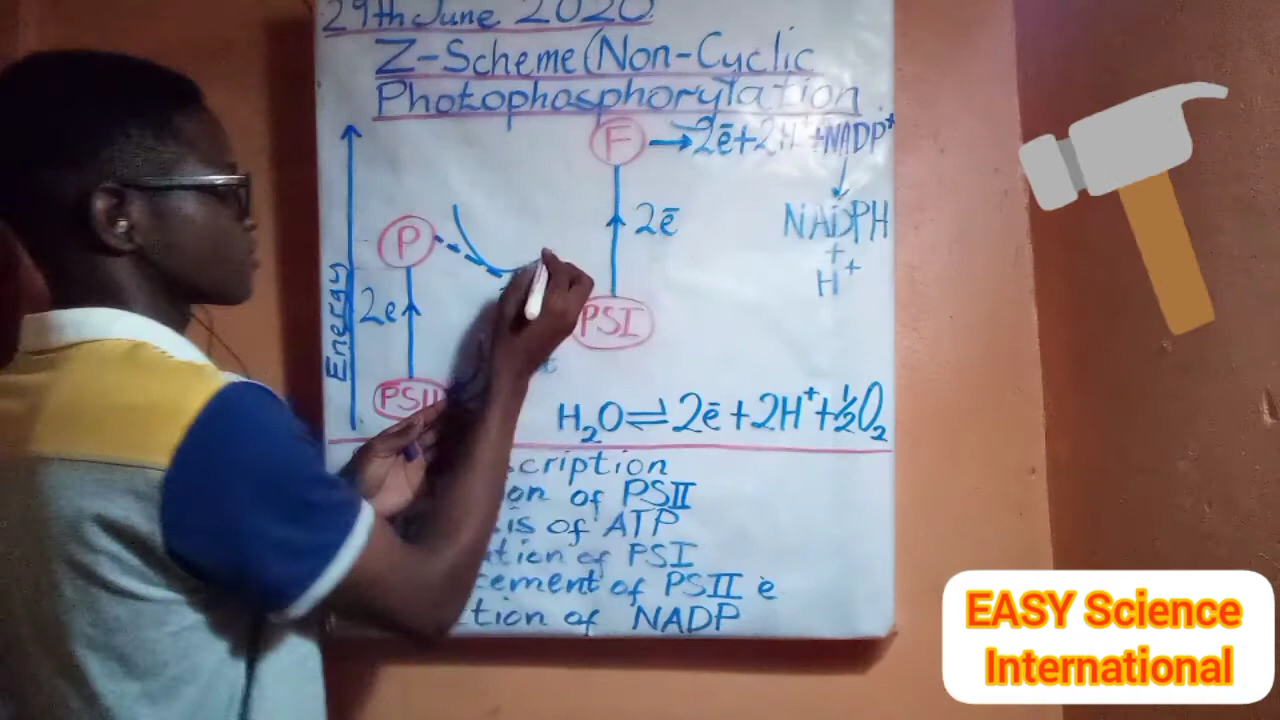 29th June 2020
Z-Scheme(Non-Cyclic
Photophosphorylation
F
2ē+2H⁺+NADP⁺
P
2ē
NADPH
+
H⁺
Energy
2e
PSI
PSII
H₂O⇌2ē+2H⁺+½O₂
cription
on of PSII
is of ATP
tion of PSI
cement of PSII e
tion of NADP
EASY Science
International